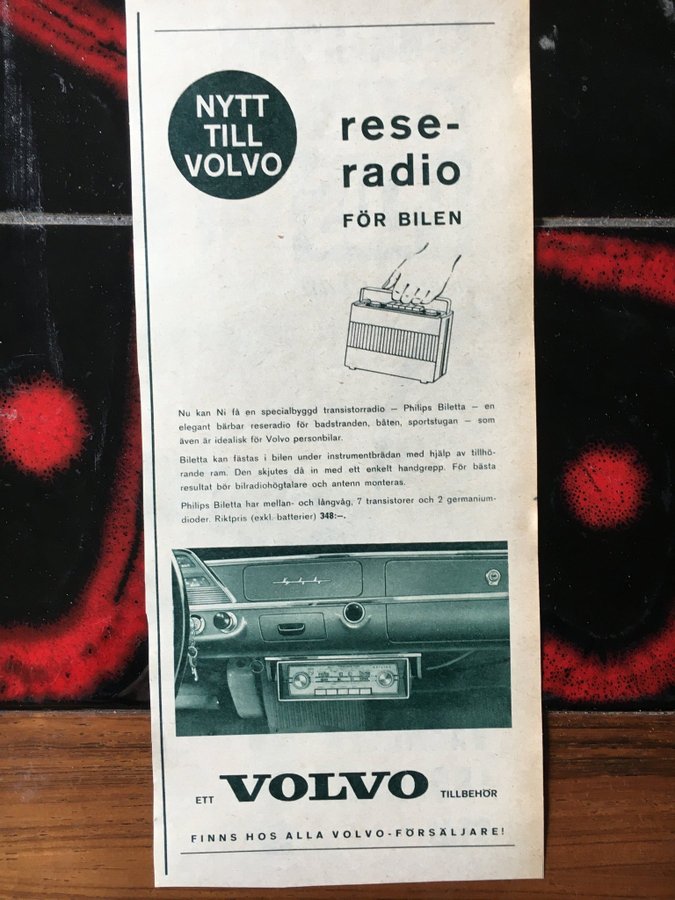 NYTT
TILL
VOLVO
rese-
radio
FÖR BILEN
Nu kan Ni få en specialbyggd transistorradio — Philips Biletta — en
elegant bärbar reseradio för badstranden, båten, sportstugan — som
även är idealisk för Volvo personbilar.
Biletta kan fästas i bilen under instrumentbrädan med hjälp av tillhö-
rande ram. Den skjutes då in med ett enkelt handgrepp. För bästa
resultat bör bilradiohögtalare och antenn monteras.
Philips Biletta har mellan- och långvåg, 7 transistorer och 2 germanium-
dioder. Riktpris (exkl. batterier) 348:—.
ETT VOLVO TILLBEHÖR
FINNS HOS ALLA VOLVO-FÖRSÄLJARE!